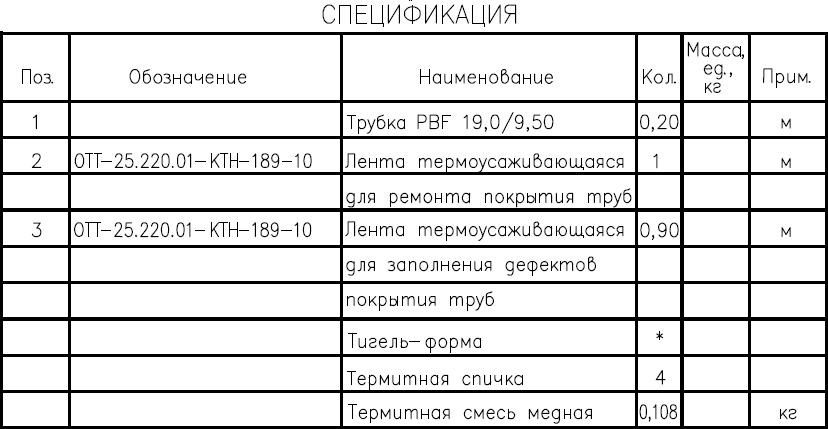 СПЕЦИФИКАЦИЯ
Поз. Обозначение Наименование Кол. Масса, ед., кг Прим.
1 Трубка PBF 19,0/9,50 0,20 м
2 ОТТ-25.220.01-КТН-189-10 Лента термоусаживающаяся 1 м
для ремонта покрытия труб
3 ОТТ-25.220.01-КТН-189-10 Лента термоусаживающаяся 0,90 м
для заполнения дефектов
покрытия труб
Тигель-форма *
Термитная спичка 4
Термитная смесь медная 0,108 кг